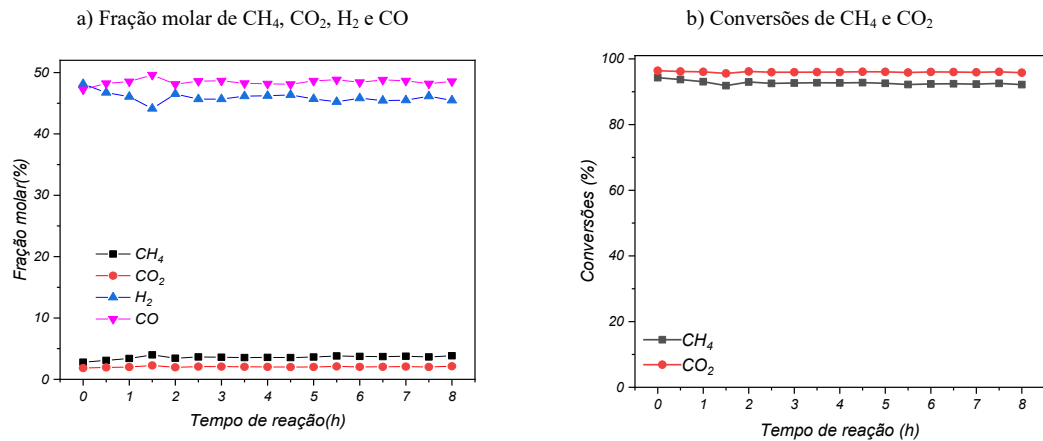 a) Fração molar de CH₄, CO₂, H₂ e CO
50
40
30
20
10
0
Fração molar(%)
CH₄
CO₂
H₂
CO
0 1 2 3 4 5 6 7 8
Tempo de reação(h)
b) Conversões de CH₄ e CO₂
100
80
60
40
20
0
Conversões (%)
CH₄
CO₂
0 1 2 3 4 5 6 7 8
Tempo de reação (h)